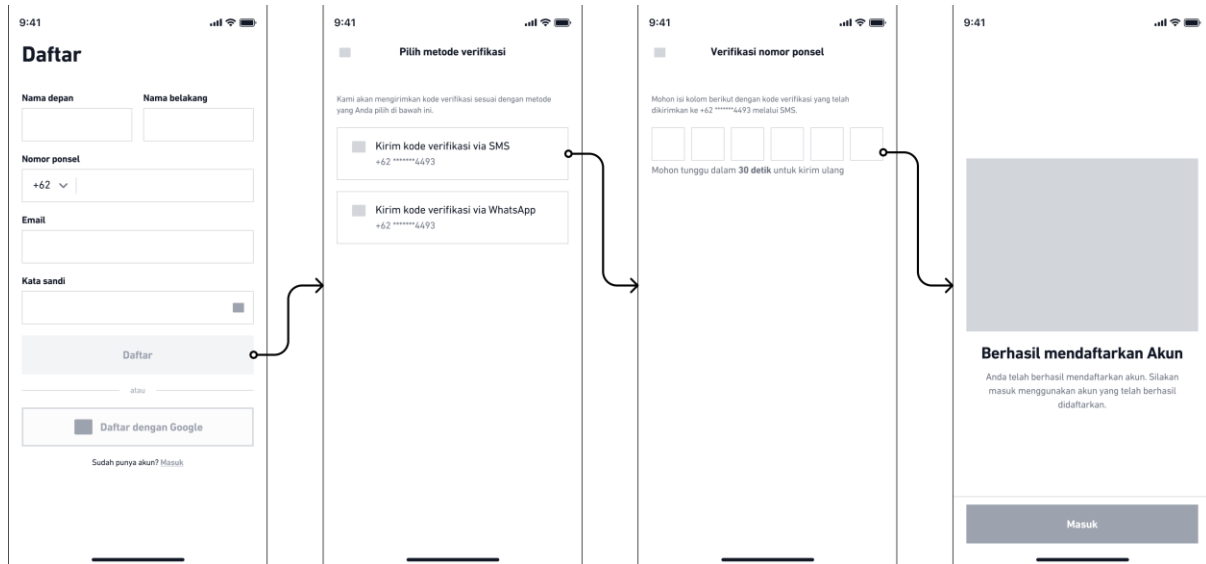 9:41
Daftar
Nama depan
Nama belakang
Nomor ponsel
+62
Email
Kata sandi
Daftar
atau
Daftar dengan Google
Sudah punya akun? Masuk
9:41
Pilih metode verifikasi
Kami akan mengirimkan kode verifikasi sesuai dengan metode
yang Anda pilih di bawah ini.
Kirim kode verifikasi via SMS
+62 *******4493
Kirim kode verifikasi via WhatsApp
+62 *******4493
9:41
Verifikasi nomor ponsel
Mohon isi kolom berikut dengan kode verifikasi yang telah
dikirimkan ke +62 *******4493 melalui SMS.
Mohon tunggu dalam 30 detik untuk kirim ulang
9:41
Berhasil mendaftarkan Akun
Anda telah berhasil mendaftarkan akun. Silakan
masuk menggunakan akun yang telah berhasil
didaftarkan.
Masuk